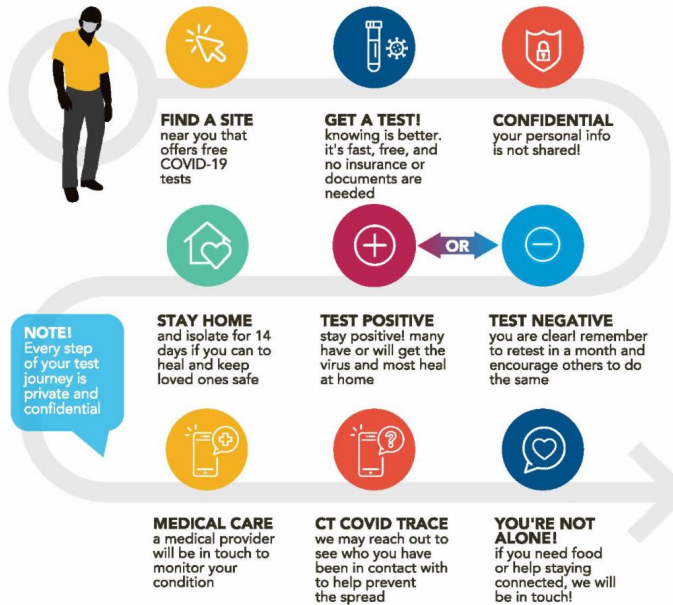 FIND A SITE
near you that
offers free
COVID-19
tests
GET A TEST!
knowing is better.
it's fast, free, and
no insurance or
documents are
needed
CONFIDENTIAL
your personal info
is not shared!
OR
TEST NEGATIVE
you are clear! remember
to retest in a month and
encourage others to do
the same
TEST POSITIVE
stay positive! many
have or will get the
virus and most heal
at home
STAY HOME
and isolate for 14
days if you can to
heal and keep
loved ones safe
NOTE!
Every step
of your test
journey is
private and
confidential
MEDICAL CARE
a medical provider
will be in touch to
monitor your
condition
CT COVID TRACE
we may reach out to
see who you have
been in contact with
to help prevent
the spread
YOU'RE NOT
ALONE!
if you need food
or help staying
connected, we will
be in touch!